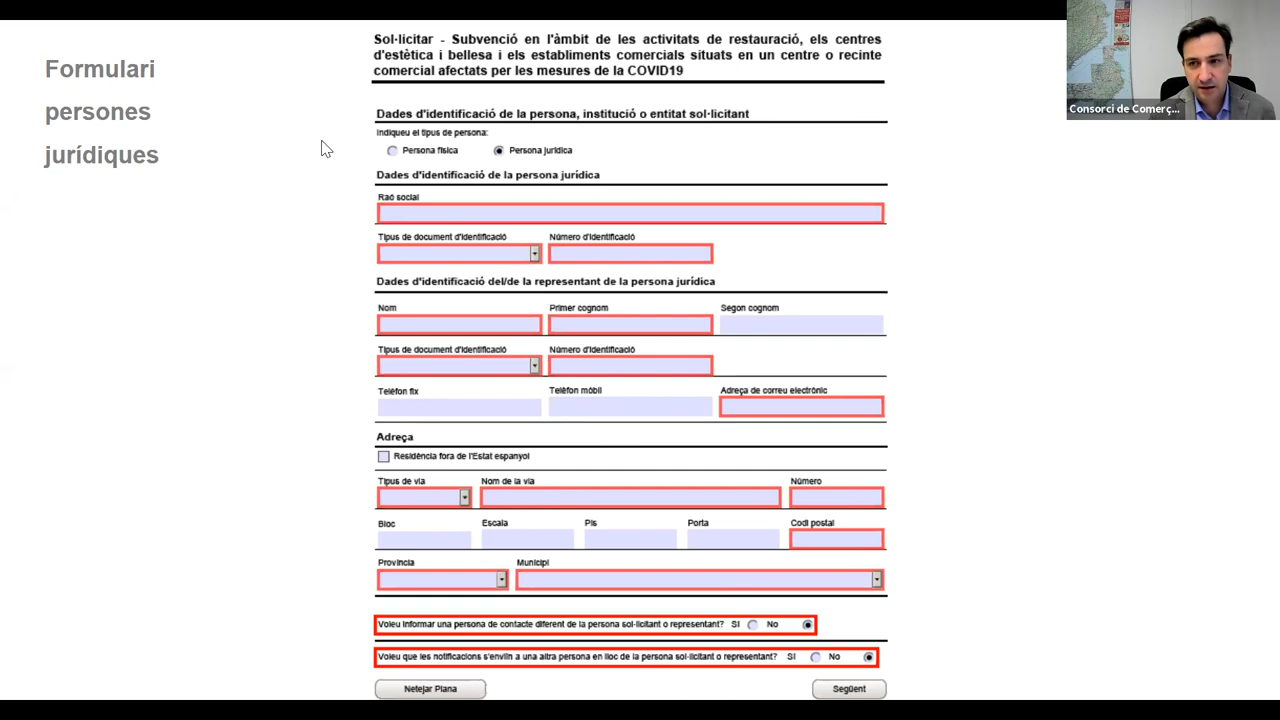 Formulari
persones
jurídiques
Sol·licitar - Subvenció en l'àmbit de les activitats de restauració, els centres
d'estètica i bellesa i els establiments comercials situats en un centre o recinte
comercial afectats per les mesures de la COVID19
Dades d'identificació de la persona, institució o entitat sol·licitant
Indiqueu el tipus de persona:
Persona física Persona jurídica
Dades d'identificació de la persona jurídica
Raó social
Tipus de document d'identificació Número d'identificació
Dades d'identificació del/de la representant de la persona jurídica
Nom Primer cognom Segon cognom
Tipus de document d'identificació Número d'identificació
Telèfon fix Telèfon mòbil Adreça de correu electrònic
Adreça
Residència fora de l'Estat espanyol
Tipus de via Nom de la via Número
Bloc Escala Pis Porta Codi postal
Província Municipi
Voleu informar una persona de contacte diferent de la persona sol·licitant o representant? Sí No
Voleu que les notificacions s'enviïn a una altra persona en lloc de la persona sol·licitant o representant? Sí No
Netejar Plana Següent
Consorci de Comerç...